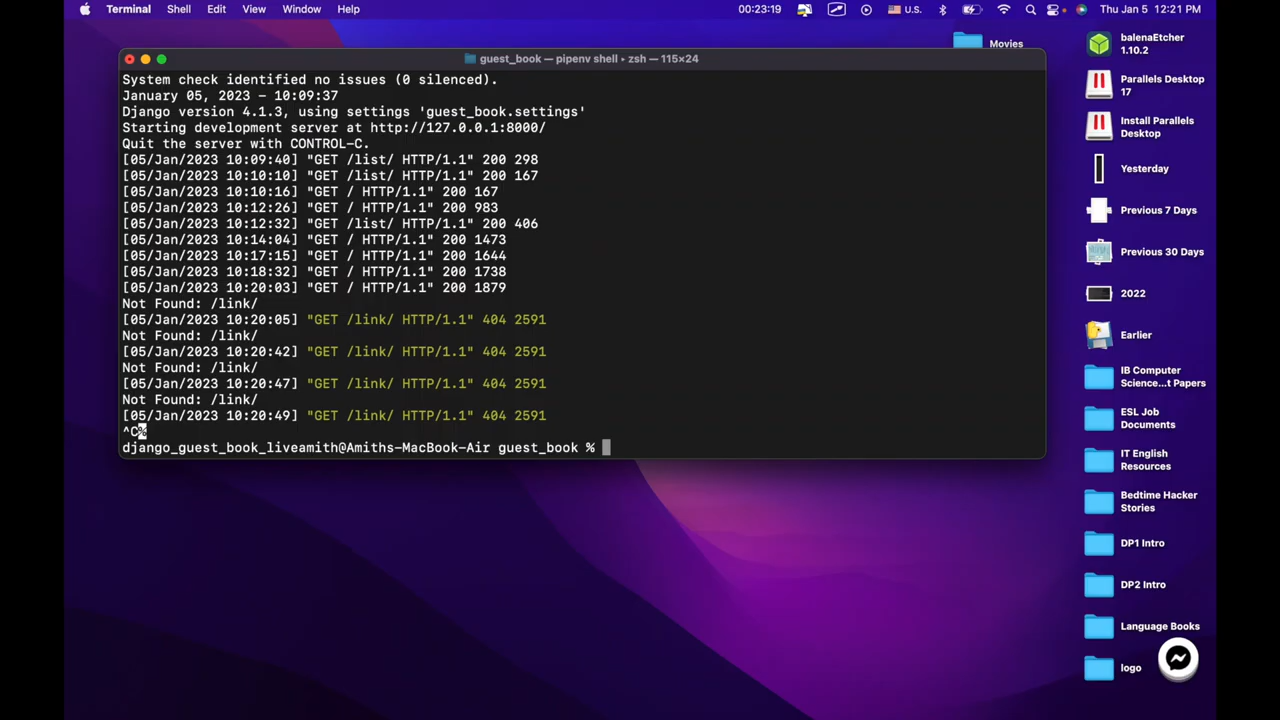 Terminal Shell Edit View Window Help 00:23:19 U.S. Thu Jan 5 12:21 PM
guest_book — pipenv shell ▸ zsh — 115×24
System check identified no issues (0 silenced).
January 05, 2023 - 10:09:37
Django version 4.1.3, using settings 'guest_book.settings'
Starting development server at http://127.0.0.1:8000/
Quit the server with CONTROL-C.
[05/Jan/2023 10:09:40] "GET /list/ HTTP/1.1" 200 298
[05/Jan/2023 10:10:10] "GET /list/ HTTP/1.1" 200 167
[05/Jan/2023 10:10:16] "GET / HTTP/1.1" 200 167
[05/Jan/2023 10:12:26] "GET / HTTP/1.1" 200 983
[05/Jan/2023 10:12:32] "GET /list/ HTTP/1.1" 200 406
[05/Jan/2023 10:14:04] "GET / HTTP/1.1" 200 1473
[05/Jan/2023 10:17:15] "GET / HTTP/1.1" 200 1644
[05/Jan/2023 10:18:32] "GET / HTTP/1.1" 200 1738
[05/Jan/2023 10:20:03] "GET / HTTP/1.1" 200 1879
Not Found: /link/
[05/Jan/2023 10:20:05] "GET /link/ HTTP/1.1" 404 2591
Not Found: /link/
[05/Jan/2023 10:20:42] "GET /link/ HTTP/1.1" 404 2591
Not Found: /link/
[05/Jan/2023 10:20:47] "GET /link/ HTTP/1.1" 404 2591
Not Found: /link/
[05/Jan/2023 10:20:49] "GET /link/ HTTP/1.1" 404 2591
^C%
django_guest_book_liveamith@Amiths-MacBook-Air guest_book %
Movies
balenaEtcher
1.10.2
Parallels Desktop
17
Install Parallels
Desktop
Yesterday
Previous 7 Days
Previous 30 Days
2022
Earlier
IB Computer
Science...t Papers
ESL Job
Documents
IT English
Resources
Bedtime Hacker
Stories
DP1 Intro
DP2 Intro
Language Books
logo